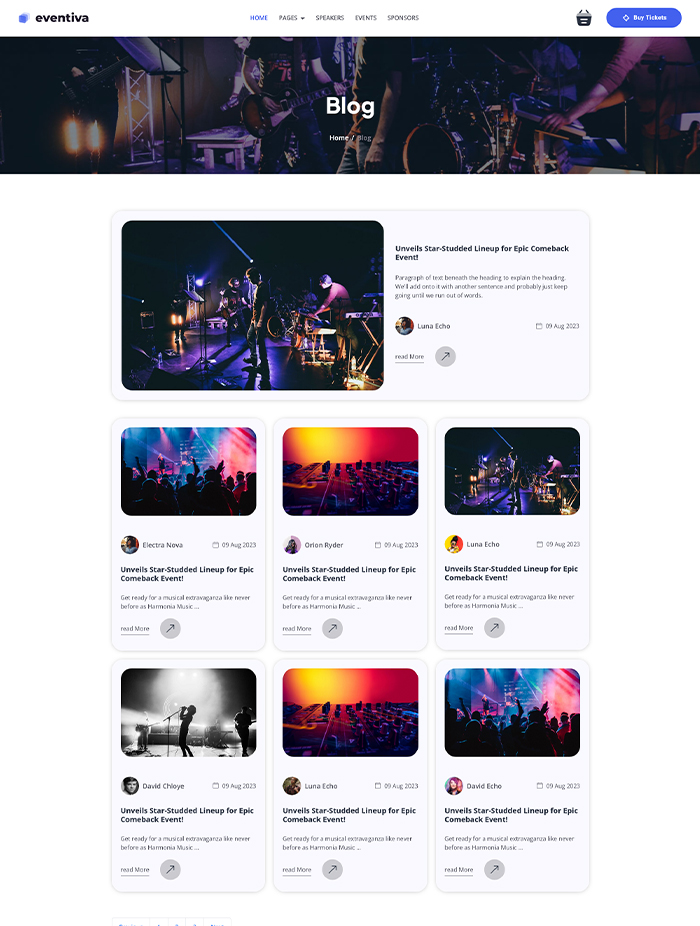 eventiva
HOME PAGES SPEAKERS EVENTS SPONSORS
Buy Tickets
Blog
Home / Blog
Unveils Star-Studded Lineup for Epic Comeback
Event!
Paragraph of text beneath the heading to explain the heading.
We'll add onto it with another sentence and probably just keep
going until we run out of words.
Luna Echo 09 Aug 2023
read More
Electra Nova 09 Aug 2023
Unveils Star-Studded Lineup for Epic
Comeback Event!
Get ready for a musical extravaganza like never
before as Harmonia Music ...
read More
Orion Ryder 09 Aug 2023
Unveils Star-Studded Lineup for Epic
Comeback Event!
Get ready for a musical extravaganza like never
before as Harmonia Music ...
read More
Luna Echo 09 Aug 2023
Unveils Star-Studded Lineup for Epic
Comeback Event!
Get ready for a musical extravaganza like never
before as Harmonia Music ...
read More
David Chloye 09 Aug 2023
Unveils Star-Studded Lineup for Epic
Comeback Event!
Get ready for a musical extravaganza like never
before as Harmonia Music ...
read More
Luna Echo 09 Aug 2023
Unveils Star-Studded Lineup for Epic
Comeback Event!
Get ready for a musical extravaganza like never
before as Harmonia Music ...
read More
David Echo 09 Aug 2023
Unveils Star-Studded Lineup for Epic
Comeback Event!
Get ready for a musical extravaganza like never
before as Harmonia Music ...
read More